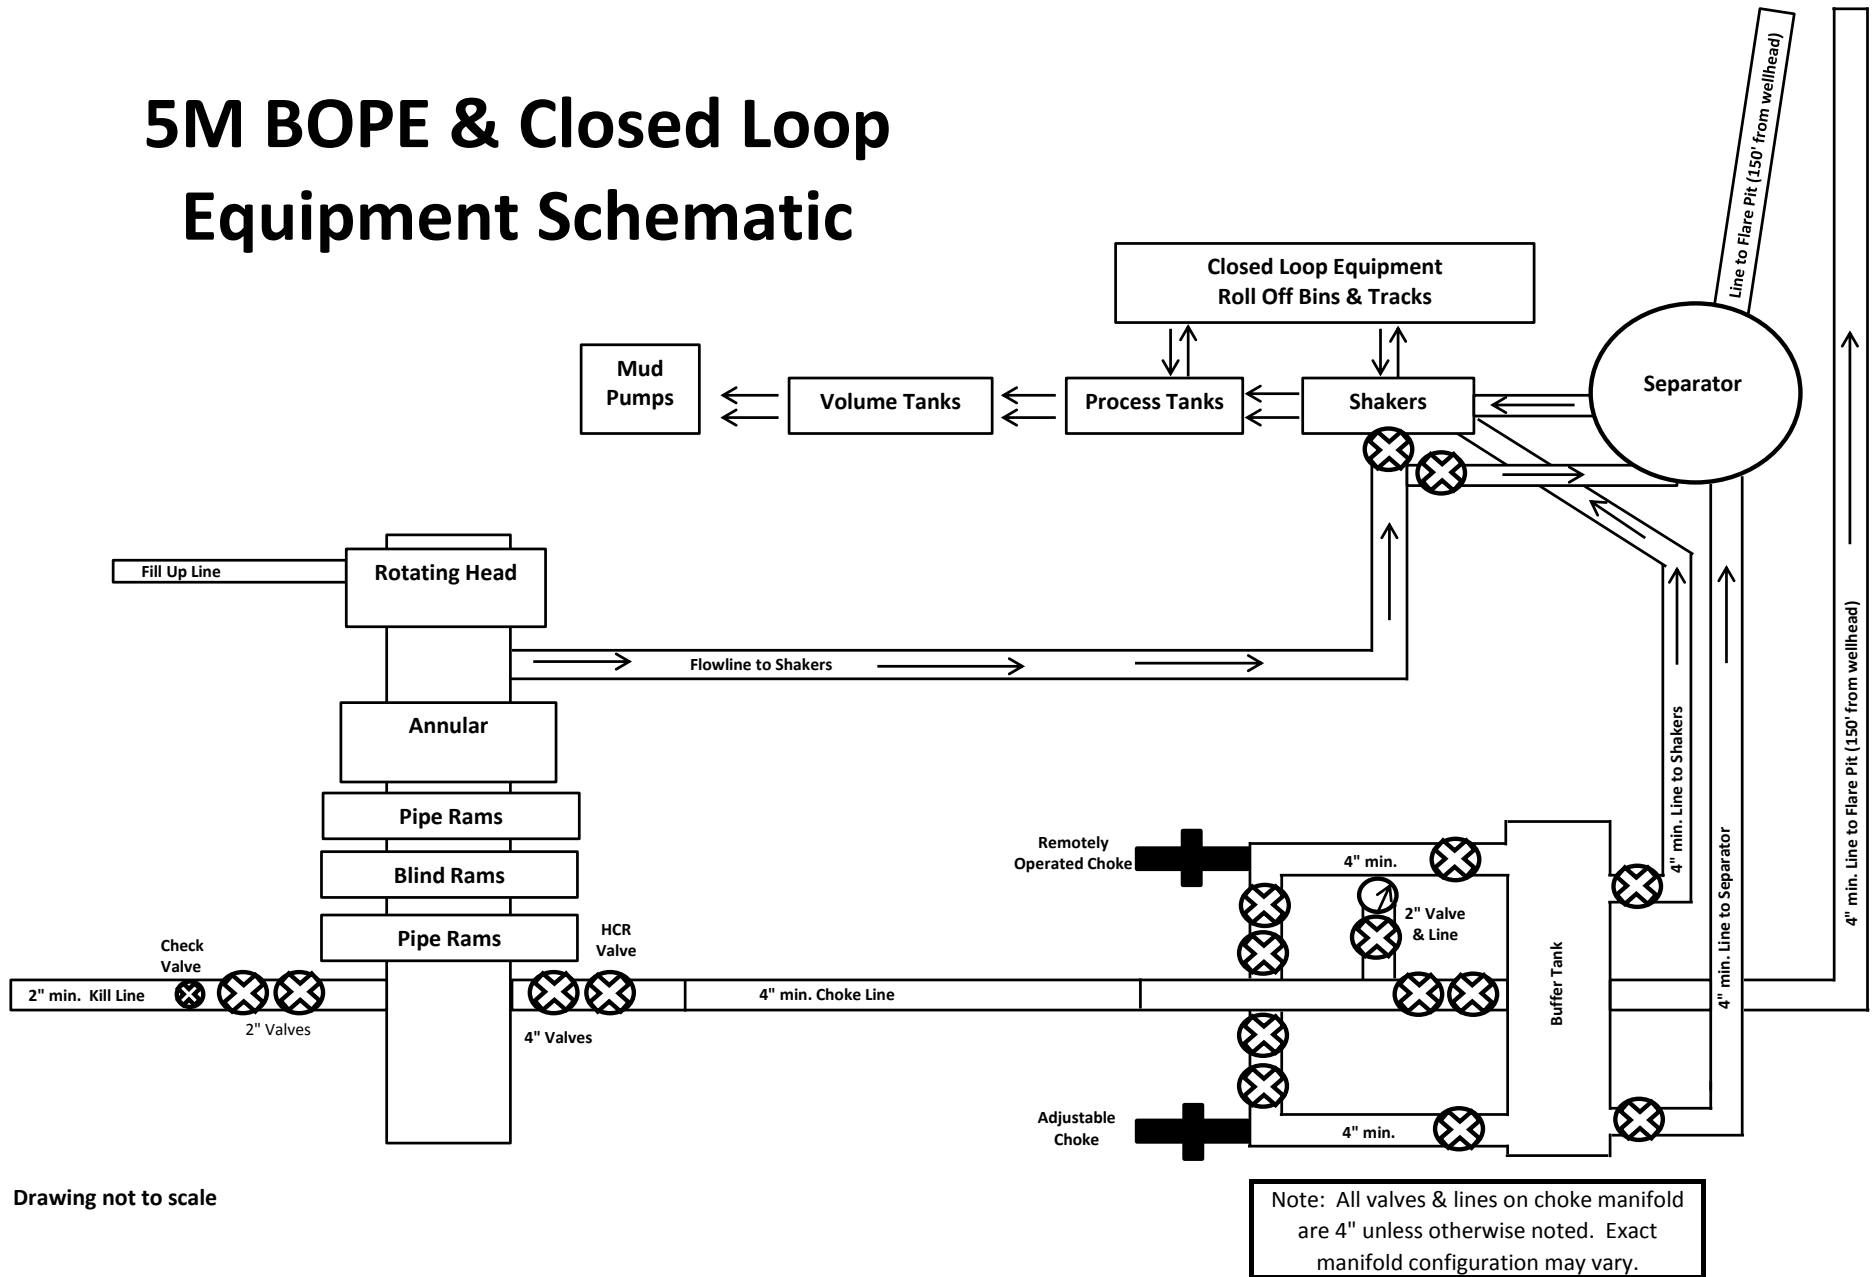 5M BOPE & Closed Loop
Equipment Schematic
Line to Flare Pit (150' from wellhead)
Closed Loop Equipment
Roll Off Bins & Tracks
Mud
Pumps
Volume Tanks
Process Tanks
Shakers
Separator
Fill Up Line
Rotating Head
Flowline to Shakers
Annular
Pipe Rams
Blind Rams
Pipe Rams
Check
Valve
HCR
Valve
2" min.  Kill Line
2" Valves
4" Valves
4" min. Choke Line
Remotely
Operated Choke
4" min.
2" Valve
& Line
Buffer Tank
4" min. Line to Shakers
4" min. Line to Separator
4" min. Line to Flare Pit (150' from wellhead)
Adjustable
Choke
4" min.
Drawing not to scale
Note:  All valves & lines on choke manifold
are 4" unless otherwise noted.  Exact
manifold configuration may vary.